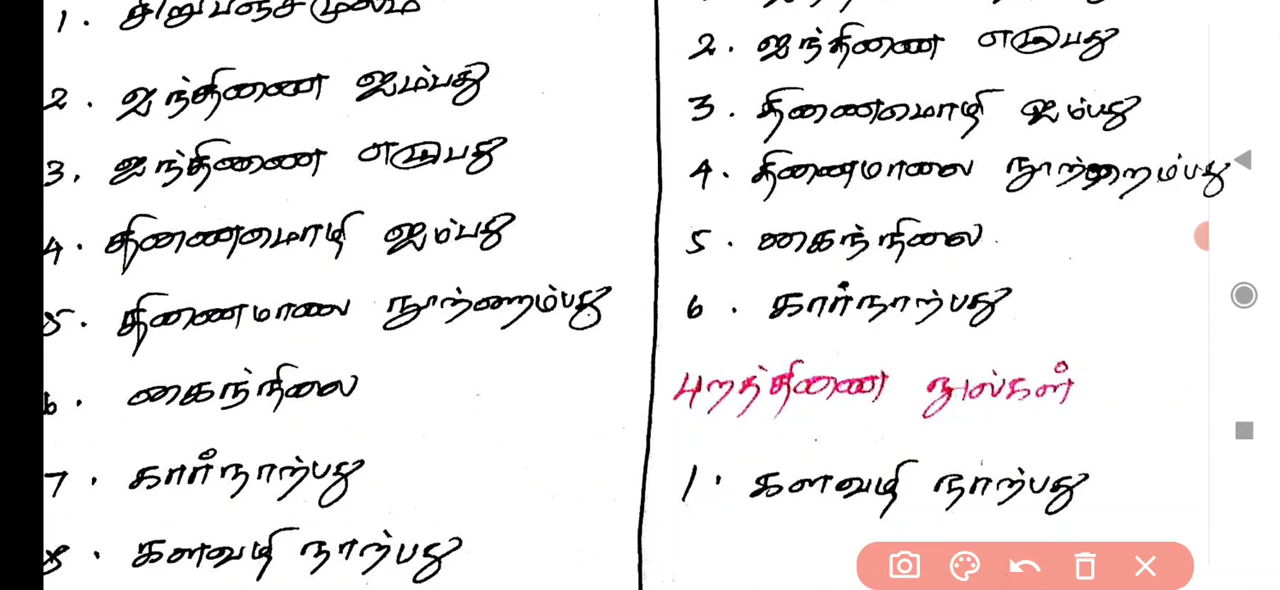 1. சிறுபஞ்சமூலம்
2. ஐந்திணை ஐம்பது
3. ஐந்திணை எழுபது
4. திணைமொழி ஐம்பது
5. திணைமாலை நூற்றைம்பது
6. கைந்நிலை
7. கார்நாற்பது
8. களவழி நாற்பது
2. ஐந்திணை எழுபது
3. திணைமொழி ஐம்பது
4. திணைமாலை நூற்றைம்பது
5. கைந்நிலை
6. கார்நாற்பது
புறத்திணை நூல்கள்
1. களவழி நாற்பது